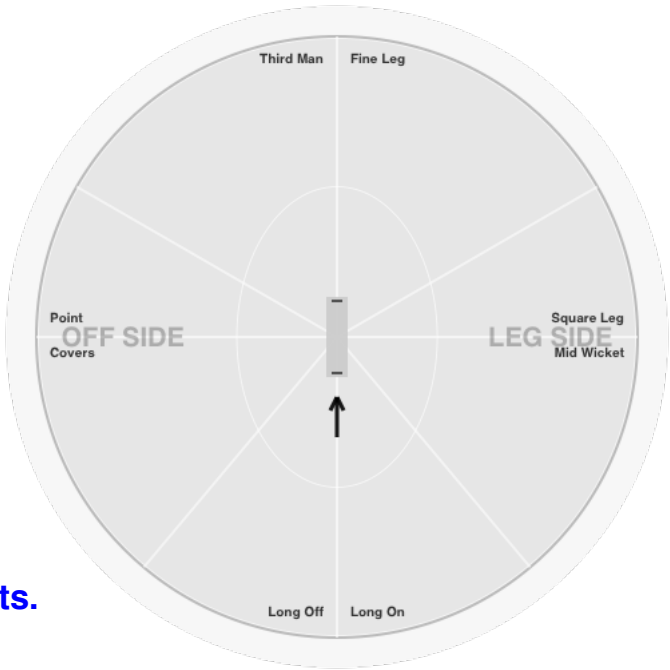 Third Man
Fine Leg
Point
OFF SIDE
Covers
Square Leg
LEG SIDE
Mid Wicket
ts.
Long Off
Long On